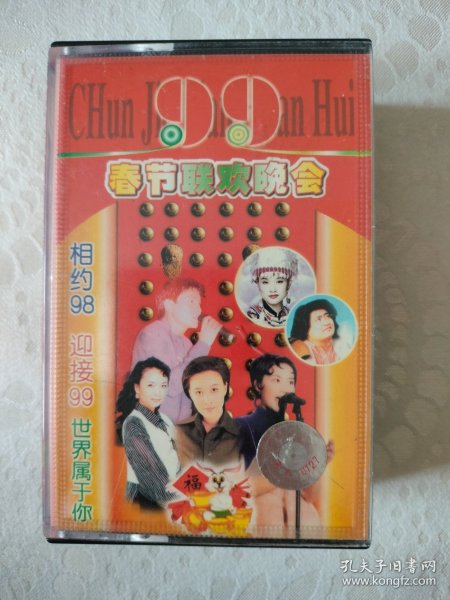 CHun Ji
an Hui
99
春节联欢晚会
相约98 迎接99 世界属于你
福
孔夫子旧书网
www.kongfz.com